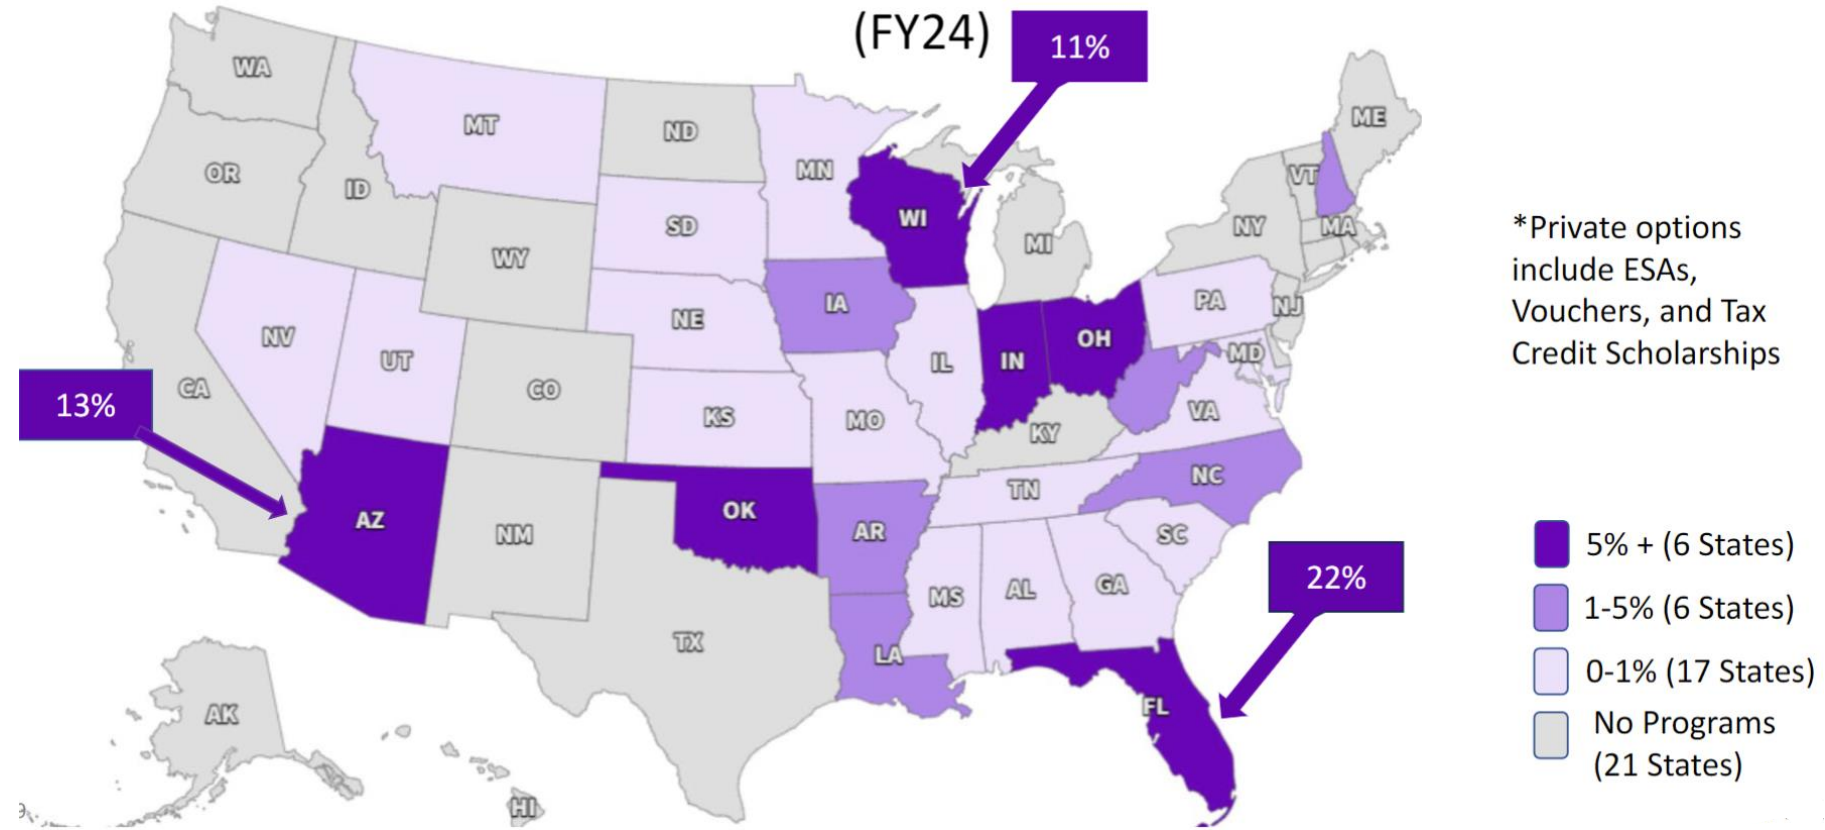 (FY24)
11%
WA
MT
ND
MN
ME
OR
ID
SD
WI
VT
WY
MI
NY
MA
*Private options
include ESAs,
Vouchers, and Tax
Credit Scholarships
NV
UT
NE
IA
IL
IN
OH
PA
NJ
MD
13%
CA
CO
KS
MO
KY
VA
AZ
NM
OK
AR
TN
NC
SC
MS
AL
GA
22%
TX
LA
FL
AK
HI
5% + (6 States)
1-5% (6 States)
0-1% (17 States)
No Programs
(21 States)
9